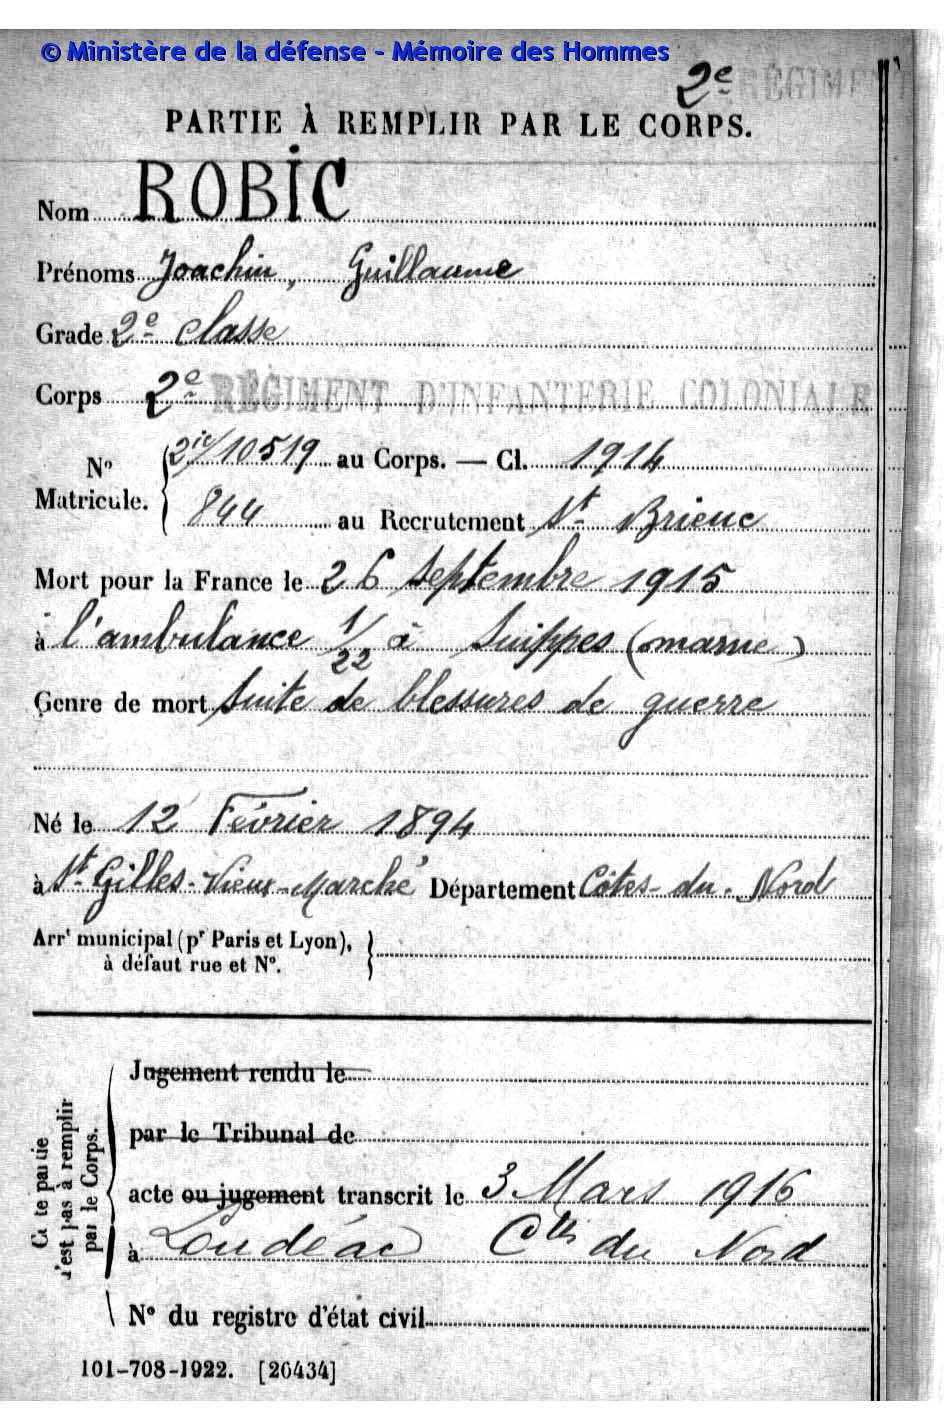 © Ministère de la défense - Mémoire des Hommes
2e RÉGIMENT
PARTIE À REMPLIR PAR LE CORPS.
Nom ROBIC
Prénoms Joachin, Guillaume
Grade 2e classe
Corps 2e RÉGIMENT D'INFANTERIE COLONIALE
No Matricule. 2ic/10519 au Corps. — Cl. 1914
844 au Recrutement St Brieuc
Mort pour la France le 26 Septembre 1915
à l'ambulance 1/22 à Suippes (marne)
Genre de mort Suite de blessures de guerre
Né le 12 Février 1894
à St Gilles-Vieux-Marché Département Côtes-du-Nord
Arrt municipal (pr Paris et Lyon),
à défaut rue et No.
Jugement rendu le
par le Tribunal de
acte ou jugement transcrit le 3 Mars 1916
à Loudéac Ctes du Nord
No du registre d'état civil
Cette partie
n'est pas à remplir
par le Corps.
101-708-1922. [26434]